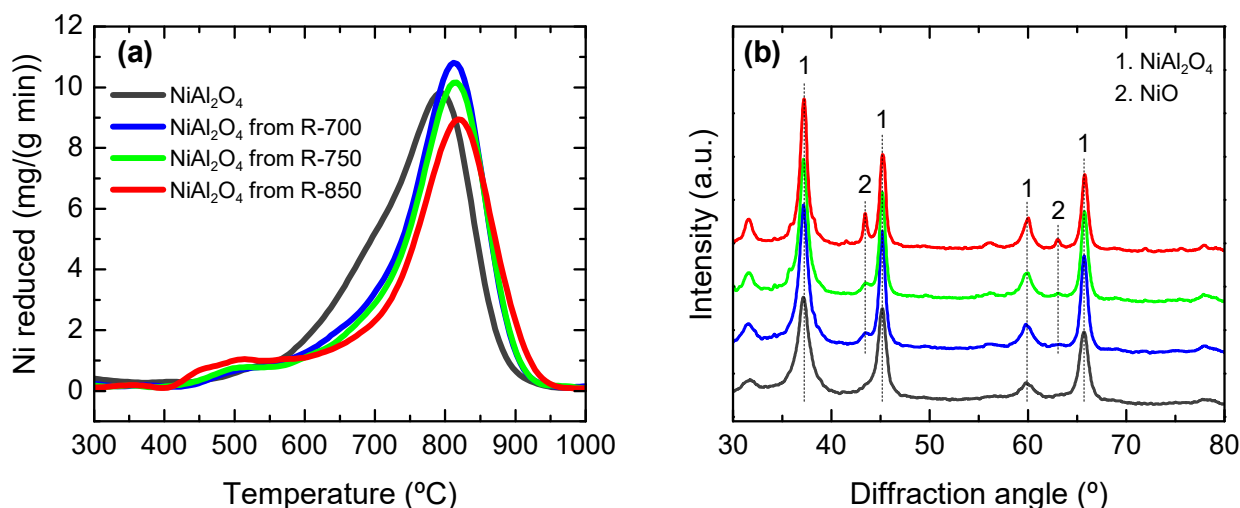 (a)
NiAl₂O₄
NiAl₂O₄ from R-700
NiAl₂O₄ from R-750
NiAl₂O₄ from R-850
Ni reduced (mg/(g min))
12
10
8
6
4
2
0
300 400 500 600 700 800 900 1000
Temperature (ºC)
(b)
1. NiAl₂O₄
2. NiO
1
2
1
1
2
1
Intensity (a.u.)
30 40 50 60 70 80
Diffraction angle (º)